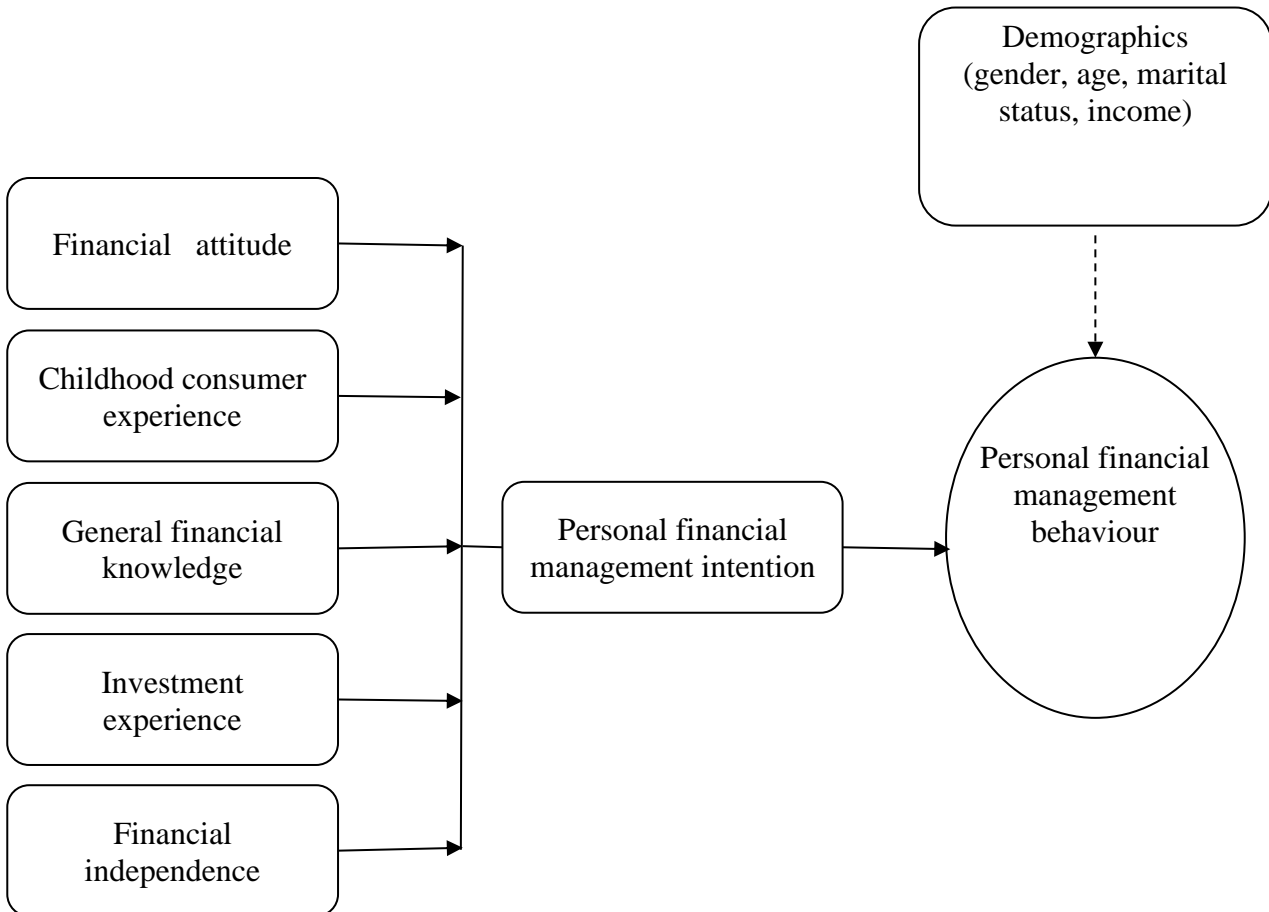 Demographics
(gender, age, marital
status, income)
Financial attitude
Childhood consumer
experience
General financial
knowledge
Investment
experience
Financial
independence
Personal financial
management intention
Personal financial
management
behaviour